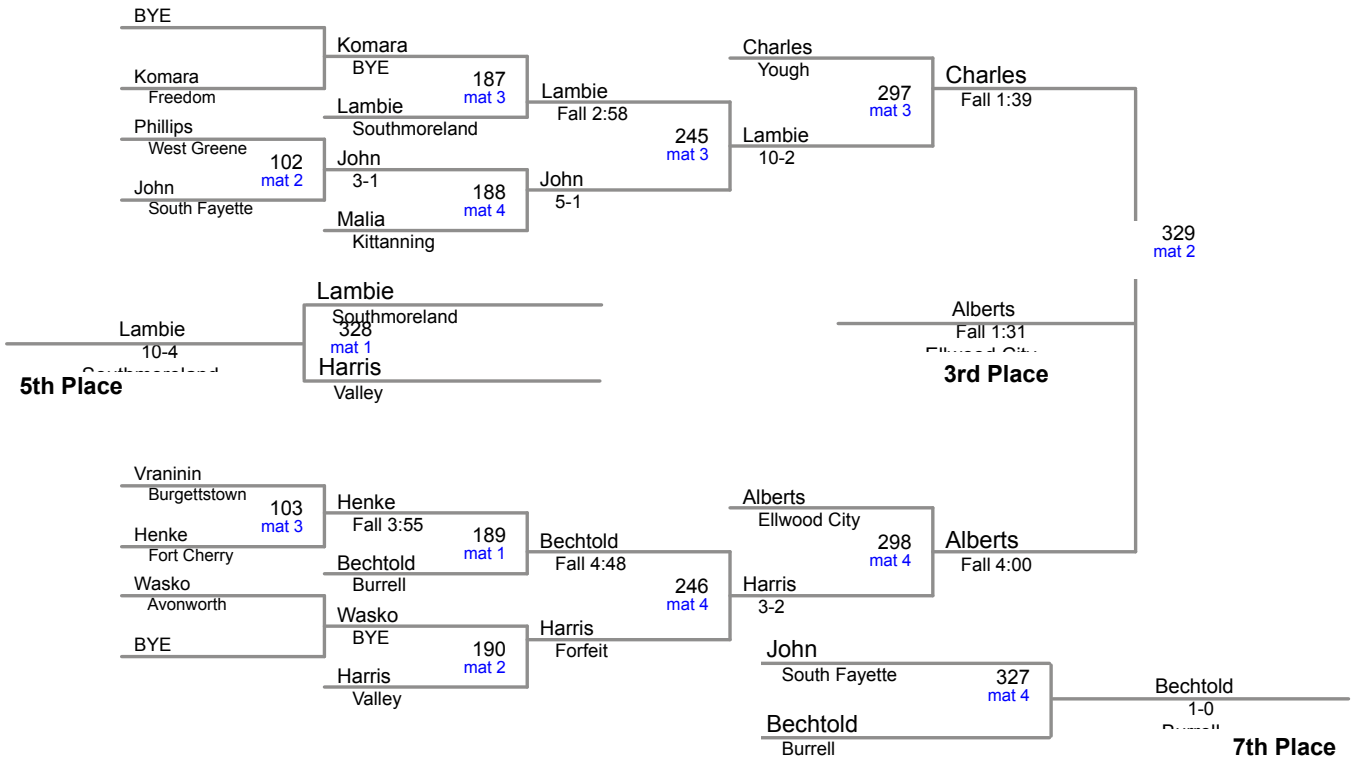 BYE
Komara
BYE
Komara
Freedom
187
mat 3
Lambie
Southmoreland
Lambie
Fall 2:58
Phillips
West Greene
102
mat 2
John
South Fayette
John
3-1
188
mat 4
Malia
Kittanning
John
5-1
245
mat 3
Charles
Yough
297
mat 3
Lambie
10-2
Charles
Fall 1:39
329
mat 2
Lambie
Southmoreland
328
mat 1
Harris
Valley
Lambie
10-4
Southmoreland
5th Place
Alberts
Fall 1:31
Ellwood City
3rd Place
Vraninin
Burgettstown
103
mat 3
Henke
Fort Cherry
Henke
Fall 3:55
189
mat 1
Bechtold
Burrell
Bechtold
Fall 4:48
Wasko
Avonworth
BYE
Wasko
BYE
190
mat 2
Harris
Valley
Harris
Forfeit
246
mat 4
Alberts
Ellwood City
298
mat 4
Harris
3-2
Alberts
Fall 4:00
John
South Fayette
327
mat 4
Bechtold
Burrell
Bechtold
1-0
Burrell
7th Place